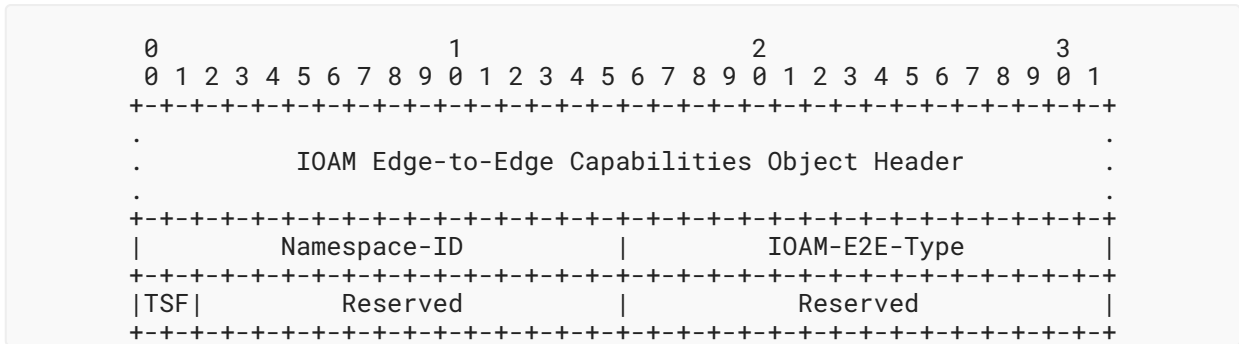 0                   1                   2                   3
 0 1 2 3 4 5 6 7 8 9 0 1 2 3 4 5 6 7 8 9 0 1 2 3 4 5 6 7 8 9 0 1
+-+-+-+-+-+-+-+-+-+-+-+-+-+-+-+-+-+-+-+-+-+-+-+-+-+-+-+-+-+-+-+-+
.                                                               .
.          IOAM Edge-to-Edge Capabilities Object Header         .
.                                                               .
+-+-+-+-+-+-+-+-+-+-+-+-+-+-+-+-+-+-+-+-+-+-+-+-+-+-+-+-+-+-+-+-+
|         Namespace-ID          |         IOAM-E2E-Type         |
+-+-+-+-+-+-+-+-+-+-+-+-+-+-+-+-+-+-+-+-+-+-+-+-+-+-+-+-+-+-+-+-+
|TSF|         Reserved          |           Reserved            |
+-+-+-+-+-+-+-+-+-+-+-+-+-+-+-+-+-+-+-+-+-+-+-+-+-+-+-+-+-+-+-+-+